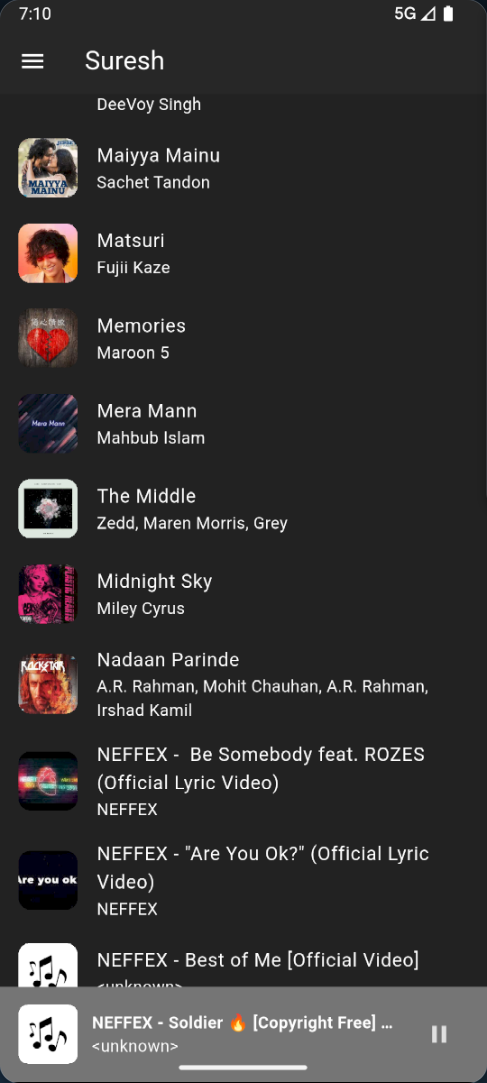 7:10
5G
Suresh
DeeVoy Singh
Maiyya Mainu
Sachet Tandon
MAIYYA
MAINU
Matsuri
Fujii Kaze
Memories
Maroon 5
Mera Mann
Mera Mann
Mahbub Islam
The Middle
Zedd, Maren Morris, Grey
Midnight Sky
Miley Cyrus
Nadaan Parinde
ROCKSTAR
A.R. Rahman, Mohit Chauhan, A.R. Rahman,
Irshad Kamil
NEFFEX -  Be Somebody feat. ROZES
(Official Lyric Video)
NEFFEX
NEFFEX - "Are You Ok?" (Official Lyric
Video)
Are you ok
NEFFEX
NEFFEX - Best of Me [Official Video]
<unknown>
NEFFEX - Soldier 🔥 [Copyright Free] ...
<unknown>